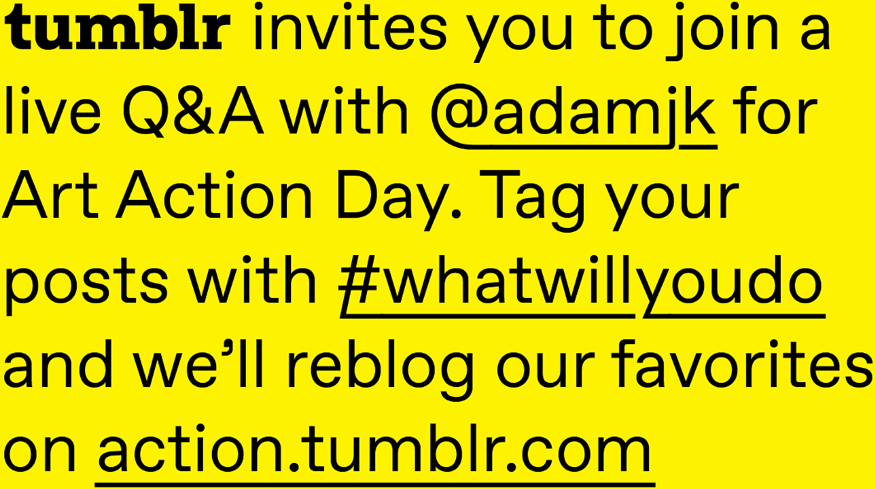 tumblr invites you to join a
live Q&A with @adamjk for
Art Action Day. Tag your
posts with #whatwillyoudo
and we’ll reblog our favorites
on action.tumblr.com